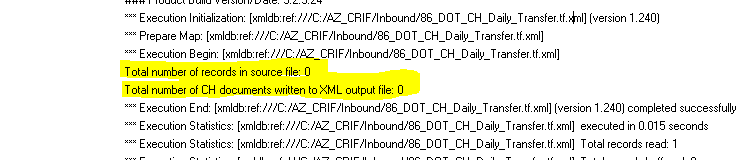 ### Product Build Version/Date: 5.2.3.24
*** Execution Initialization: [xmldb:ref:///C:/AZ_CRIF/Inbound/86_DOT_CH_Daily_Transfer.tf.xml] (version 1.240)
*** Prepare Map: [xmldb:ref:///C:/AZ_CRIF/Inbound/86_DOT_CH_Daily_Transfer.tf.xml]
*** Execution Begin: [xmldb:ref:///C:/AZ_CRIF/Inbound/86_DOT_CH_Daily_Transfer.tf.xml]
Total number of records in source file: 0
Total number of CH documents written to XML output file: 0
*** Execution End: [xmldb:ref:///C:/AZ_CRIF/Inbound/86_DOT_CH_Daily_Transfer.tf.xml] (version 1.240) completed successfully
*** Execution Statistics: [xmldb:ref:///C:/AZ_CRIF/Inbound/86_DOT_CH_Daily_Transfer.tf.xml] executed in 0.015 seconds
*** Execution Statistics: [xmldb:ref:///C:/AZ_CRIF/Inbound/86_DOT_CH_Daily_Transfer.tf.xml] Total records read: 1